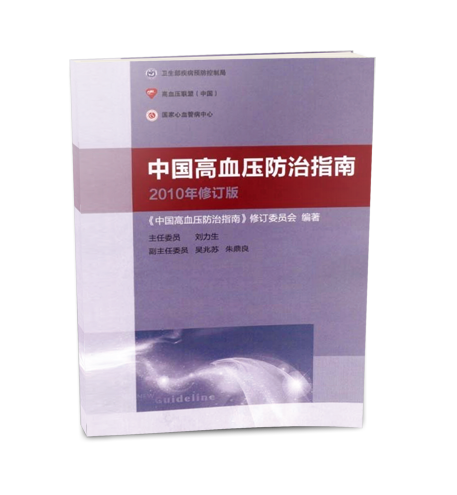 卫生部疾病预防控制局
高血压联盟（中国）
国家心血管病中心
中国高血压防治指南
2010年修订版
《中国高血压防治指南》修订委员会 编著
主任委员 刘力生
副主任委员 吴兆苏 朱鼎良
Guideline